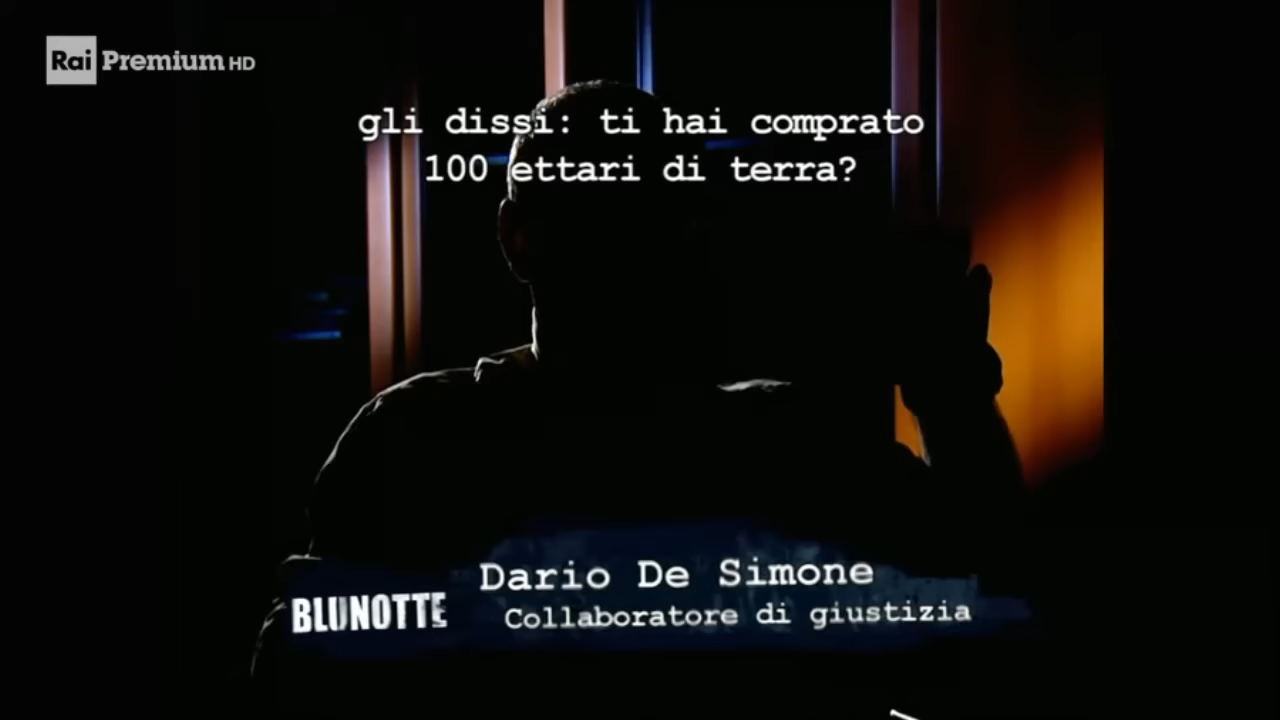 Rai Premium HD
gli dissi: ti hai comprato
100 ettari di terra?
Dario De Simone
BLUNOTTE
Collaboratore di giustizia